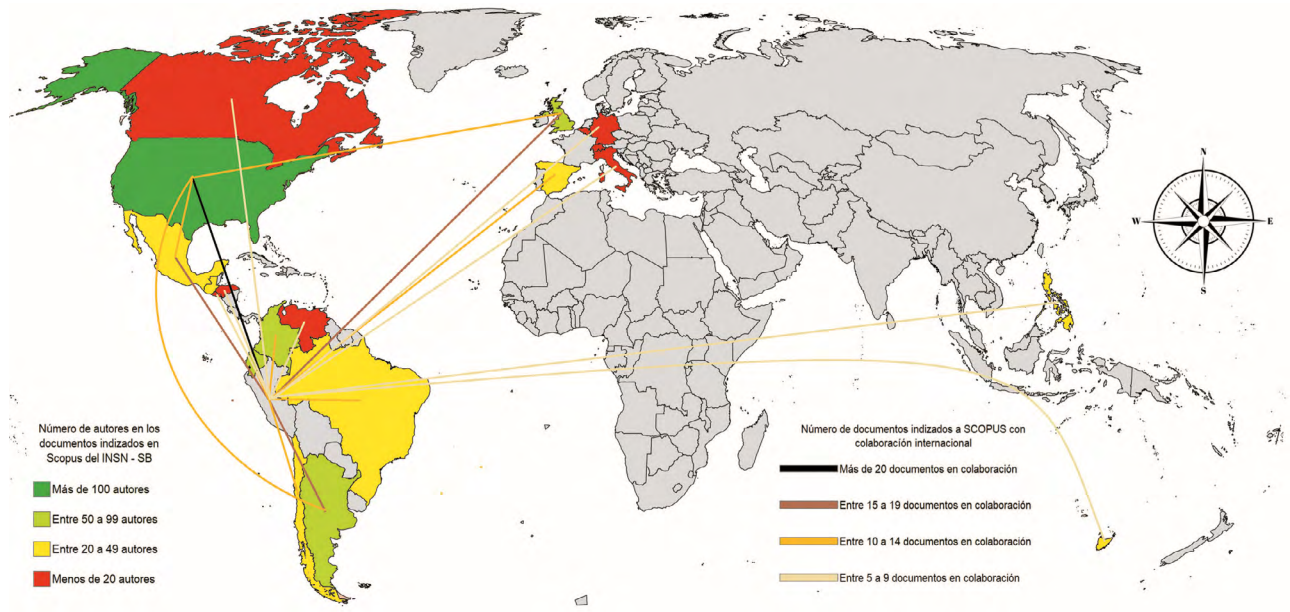 N
W
E
S
Número de autores en los
documentos indizados en
Scopus del INSN - SB
Más de 100 autores
Entre 50 a 99 autores
Entre 20 a 49 autores
Menos de 20 autores
Número de documentos indizados a SCOPUS con
colaboración internacional
Más de 20 documentos en colaboración
Entre 15 a 19 documentos en colaboración
Entre 10 a 14 documentos en colaboración
Entre 5 a 9 documentos en colaboración